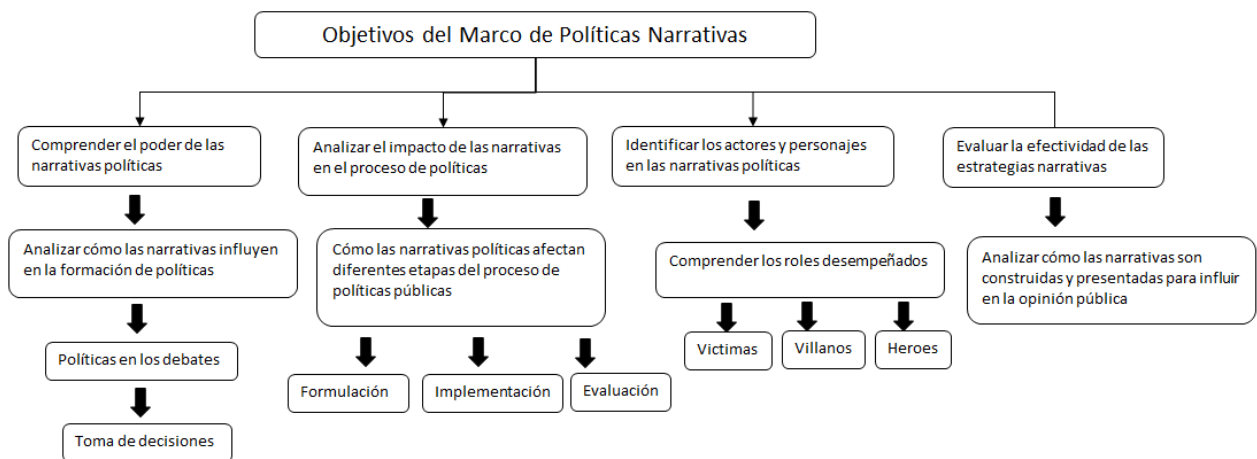 Objetivos del Marco de Políticas Narrativas
Comprender el poder de las
narrativas políticas
Analizar cómo las narrativas influyen
en la formación de políticas
Políticas en los debates
Toma de decisiones
Analizar el impacto de las narrativas
en el proceso de políticas
Cómo las narrativas políticas afectan
diferentes etapas del proceso de
políticas públicas
Formulación
Implementación
Evaluación
Identificar los actores y personajes
en las narrativas políticas
Comprender los roles desempeñados
Victimas
Villanos
Heroes
Evaluar la efectividad de las
estrategias narrativas
Analizar cómo las narrativas son
construidas y presentadas para influir
en la opinión pública